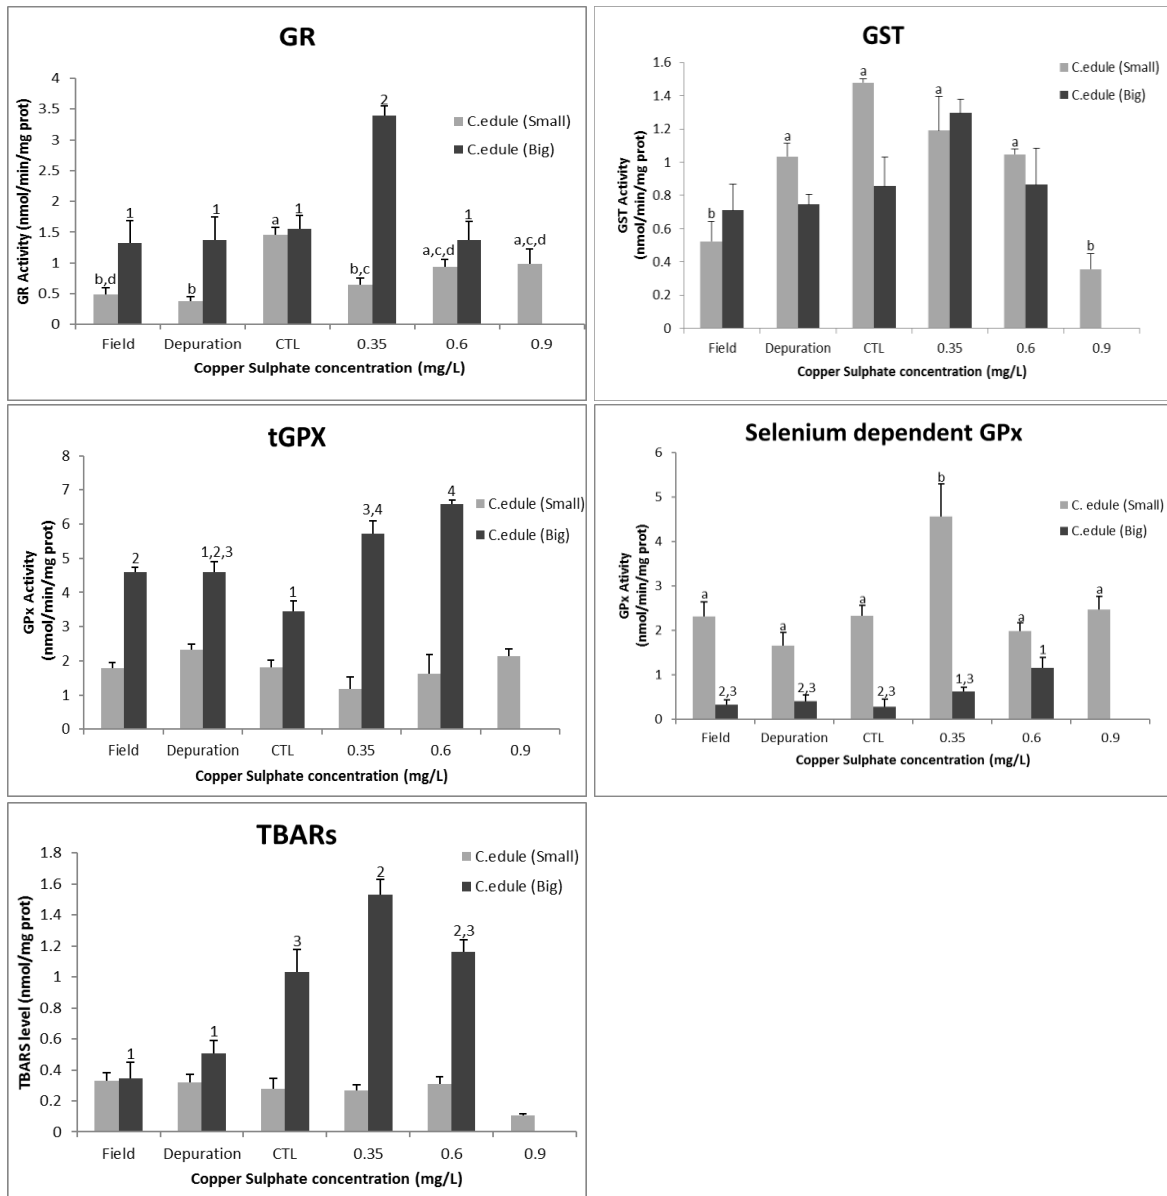 GR
GR Activity (nmol/min/mg prot)
4
3.5
3
2.5
2
1.5
1
0.5
0
C.edule (Small)
C.edule (Big)
b,d
1
b
1
a
1
b,c
2
a,c,d
1
a,c,d
Field Depuration CTL 0.35 0.6 0.9
Copper Sulphate concentration (mg/L)
GST
GST Activity
(nmol/min/mg prot)
1.6
1.4
1.2
1
0.8
0.6
0.4
0.2
0
C.edule (Small)
C.edule (Big)
b
a
a
a
a
b
Field Depuration CTL 0.35 0.6 0.9
Copper Sulphate concentration (mg/L)
tGPX
GPx Activity
(nmol/min/mg prot)
8
7
6
5
4
3
2
1
0
C.edule (Small)
C.edule (Big)
2
1,2,3
1
3,4
4
Field Depuration CTL 0.35 0.6 0.9
Copper Sulphate concentration (mg/L)
Selenium dependent GPx
GPx Ativity
(nmol/min/mg prot)
6
5
4
3
2
1
0
C. edule (Small)
C.edule (Big)
a
2,3
a
2,3
a
2,3
b
1,3
a
1
a
Field Depuration CTL 0.35 0.6 0.9
Copper Sulphate concentration (mg/L)
TBARs
TBARS level (nmol/mg prot)
1.8
1.6
1.4
1.2
1
0.8
0.6
0.4
0.2
0
C.edule (Small)
C.edule (Big)
1
1
3
2
2,3
Field Depuration CTL 0.35 0.6 0.9
Copper Sulphate concentration (mg/L)